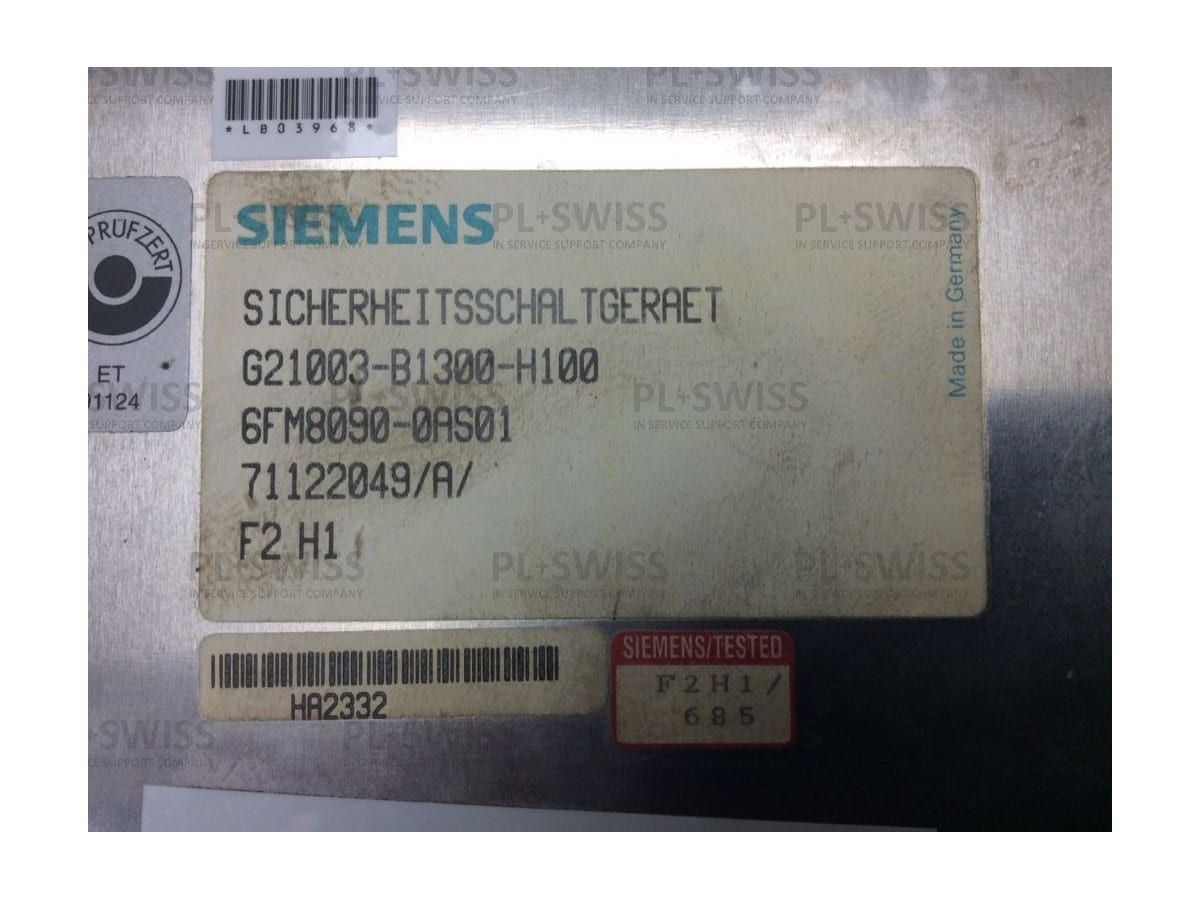 *LB03968*
PRÜFZERT
ET
91124
SIEMENS
Made in Germany
SICHERHEITSSCHALTGERAET
G21003-B1300-H100
6FM8090-0AS01
71122049/A/
F2 H1
HA2332
SIEMENS/TESTED
F2H1/
685
PL+SWISS
IN SERVICE SUPPORT COMPANY